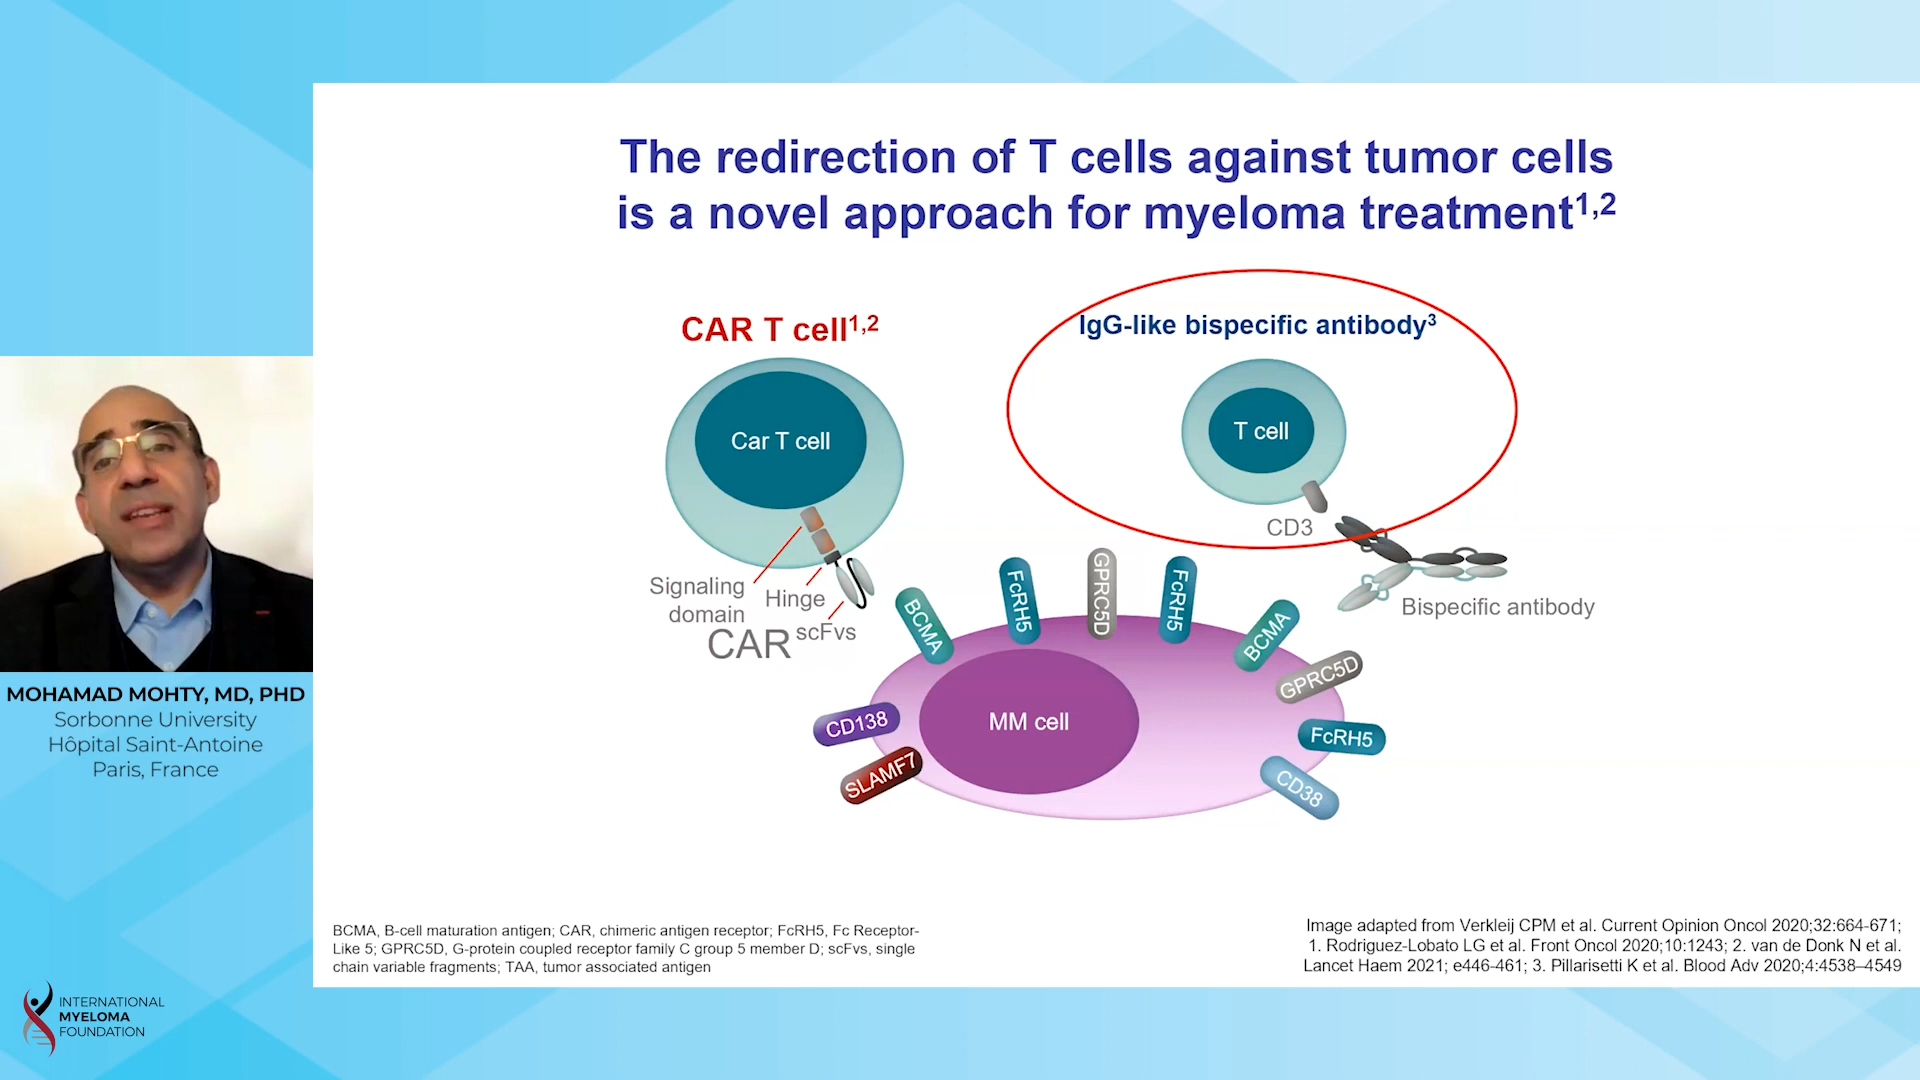 The redirection of T cells against tumor cells
is a novel approach for myeloma treatment1,2
CAR T cell1,2
IgG-like bispecific antibody3
Car T cell
T cell
CD3
Signaling
domain
Hinge
scFvs
CAR
Bispecific antibody
BCMA
FcRH5
GPRC5D
FcRH5
BCMA
GPRC5D
FcRH5
CD38
CD138
SLAMF7
MM cell
MOHAMAD MOHTY, MD, PHD
Sorbonne University
Hôpital Saint-Antoine
Paris, France
BCMA, B-cell maturation antigen; CAR, chimeric antigen receptor; FcRH5, Fc Receptor-
Like 5; GPRC5D, G-protein coupled receptor family C group 5 member D; scFvs, single
chain variable fragments; TAA, tumor associated antigen
Image adapted from Verkleij CPM et al. Current Opinion Oncol 2020;32:664-671;
1. Rodriguez-Lobato LG et al. Front Oncol 2020;10:1243; 2. van de Donk N et al.
Lancet Haem 2021; e446-461; 3. Pillarisetti K et al. Blood Adv 2020;4:4538–4549
INTERNATIONAL
MYELOMA
FOUNDATION